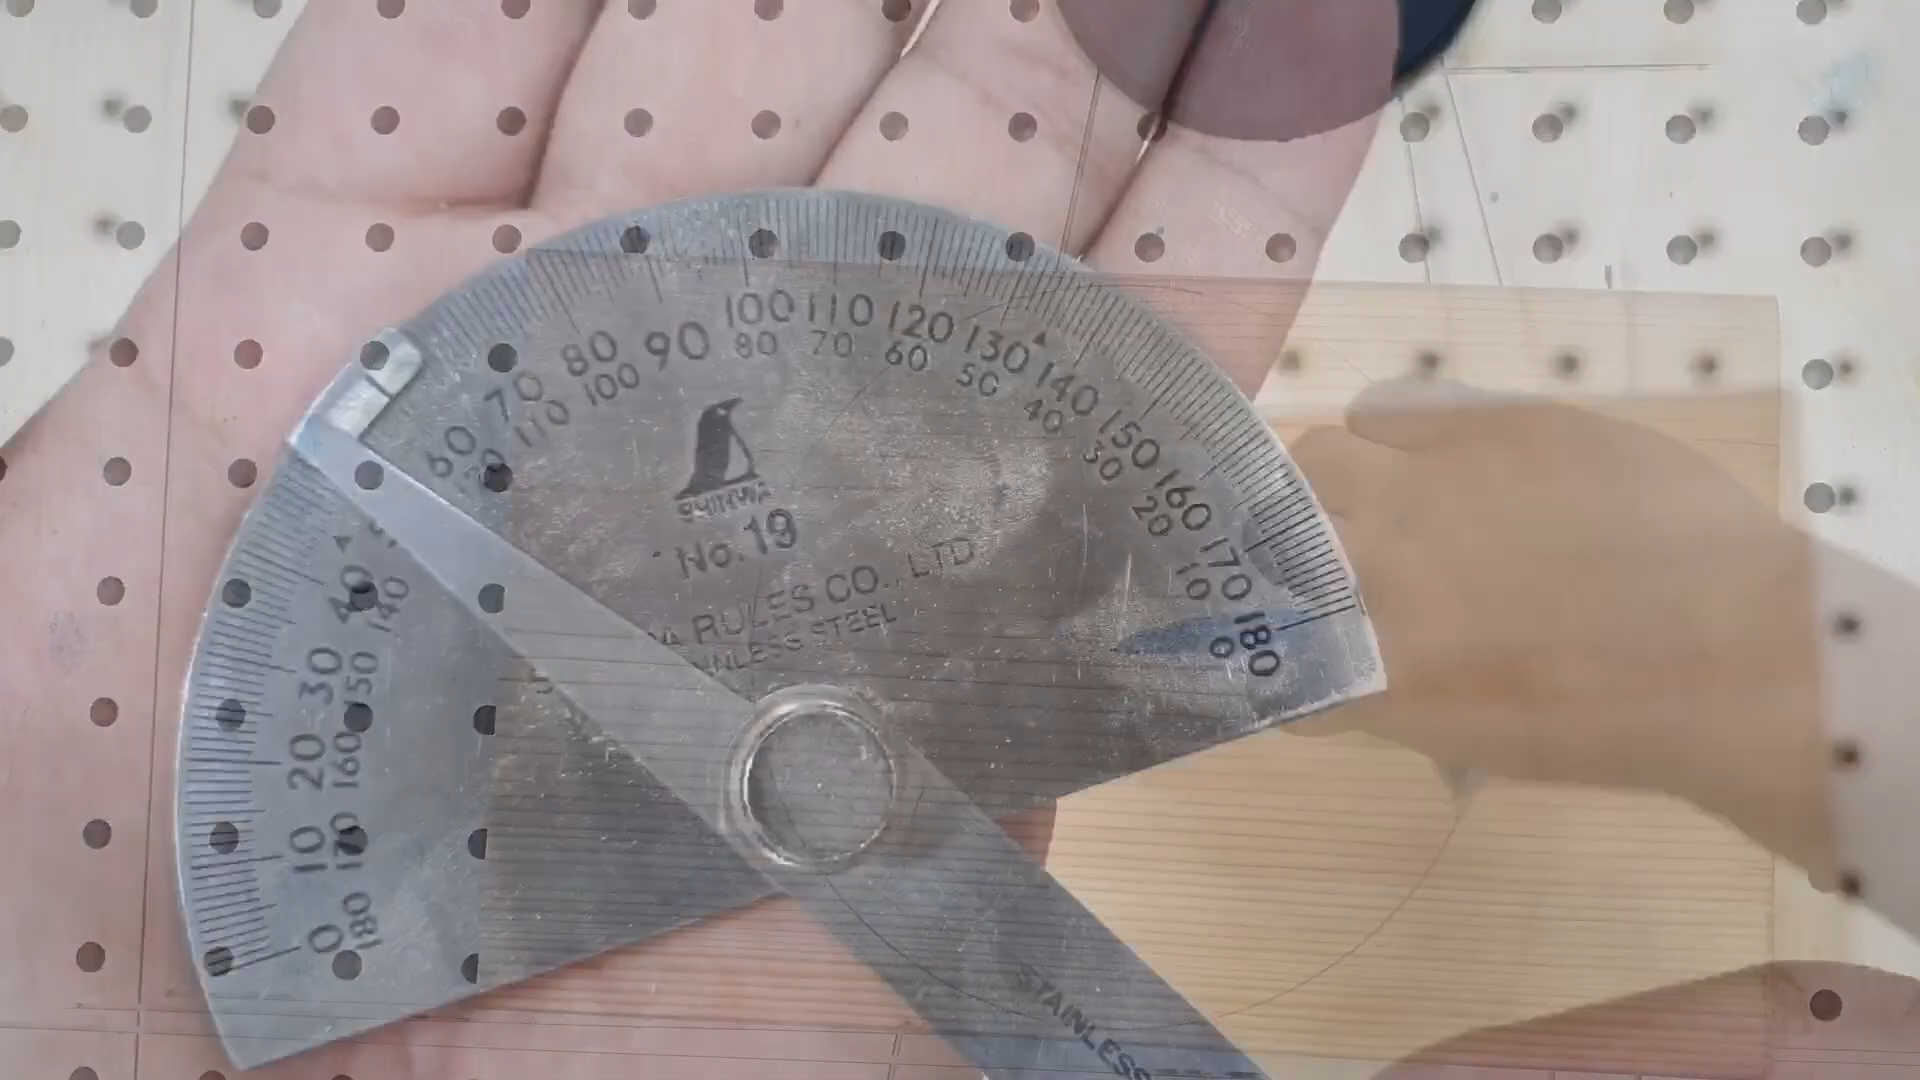 0 10 20 30 40 60 70 80 90 100 110 120 130 140 150 160 170 180
180 170 160 150 140 110 100 80 70 60 50 40 30 20 10 0
SHINWA
No.19
RULES CO., LTD.
STEEL
STAINLESS